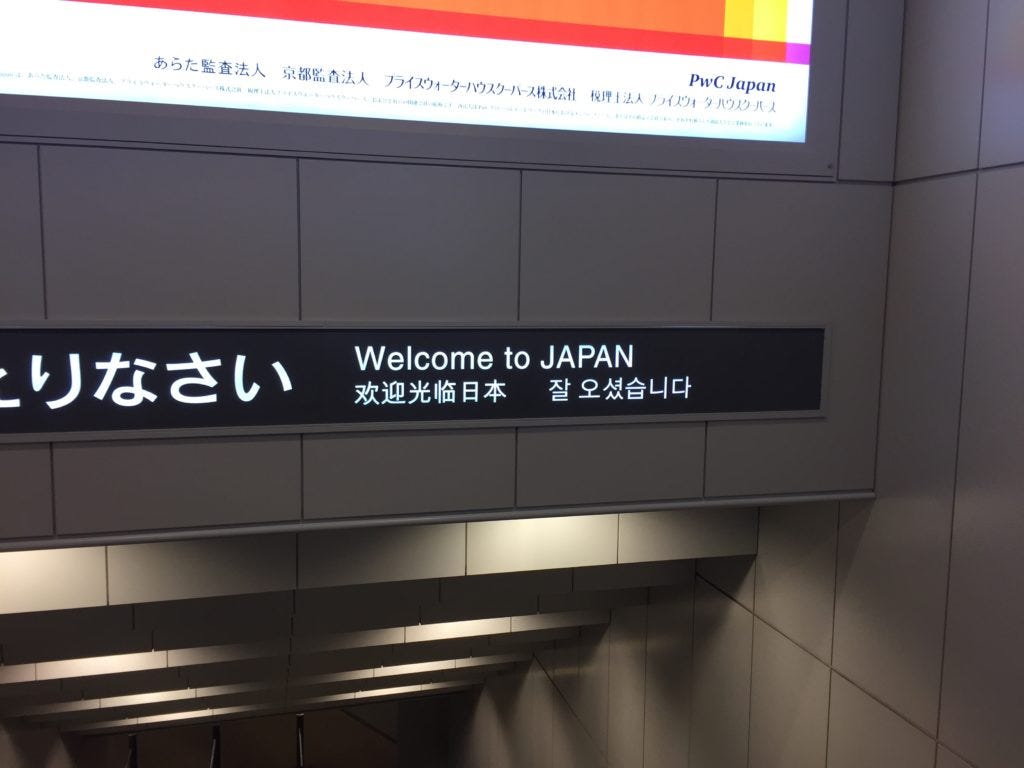 PwC Japan
あらた監査法人 京都監査法人 プライスウォーターハウスクーパース株式会社 税理士法人 プライスウォーターハウスクーパース
えりなさい
Welcome to JAPAN
欢迎光临日本 잘 오셨습니다